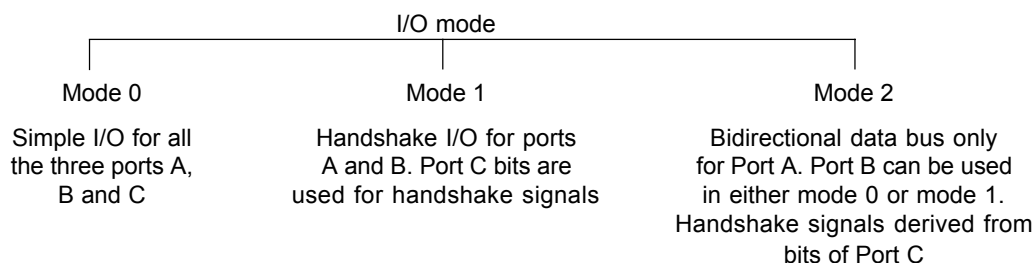 I/O mode
Mode 0
Simple I/O for all
the three ports A,
B and C
Mode 1
Handshake I/O for ports
A and B. Port C bits are
used for handshake signals
Mode 2
Bidirectional data bus only
for Port A. Port B can be used
in either mode 0 or mode 1.
Handshake signals derived from
bits of Port C